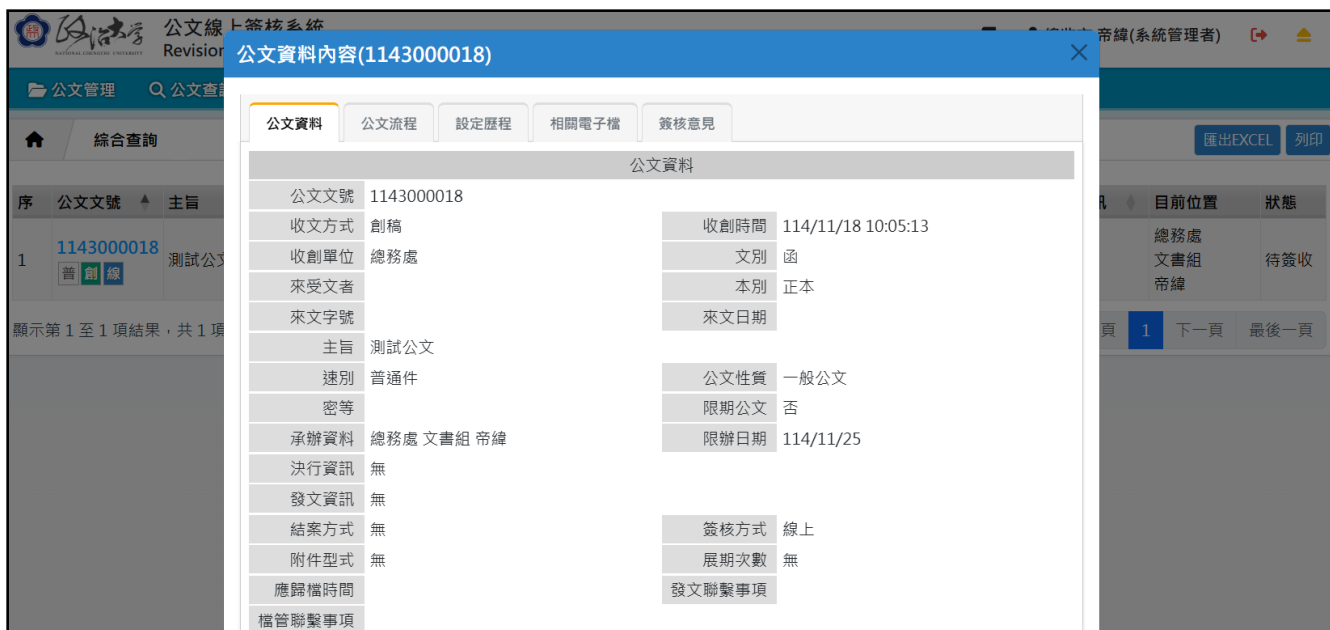 政治大學 公文線上簽核系統
NATIONAL CHENGCHI UNIVERSITY Revision
帝緯(系統管理者)
公文資料內容(1143000018)
公文管理 公文查
公文資料 公文流程 設定歷程 相關電子檔 簽核意見
綜合查詢 匯出EXCEL 列印
公文資料
序 公文文號 主旨 目前位置 狀態
1 1143000018 測試公文 總務處 文書組 帝緯 待簽收
普 創 線
顯示第 1 至 1 項結果，共 1 項 頁 1 下一頁 最後一頁
公文文號 1143000018
收文方式 創稿 收創時間 114/11/18 10:05:13
收創單位 總務處 文別 函
來受文者 本別 正本
來文字號 來文日期
主旨 測試公文
速別 普通件 公文性質 一般公文
密等 限期公文 否
承辦資料 總務處 文書組 帝緯 限辦日期 114/11/25
決行資訊 無
發文資訊 無
結案方式 無 簽核方式 線上
附件型式 無 展期次數 無
應歸檔時間 發文聯繫事項
檔管聯繫事項